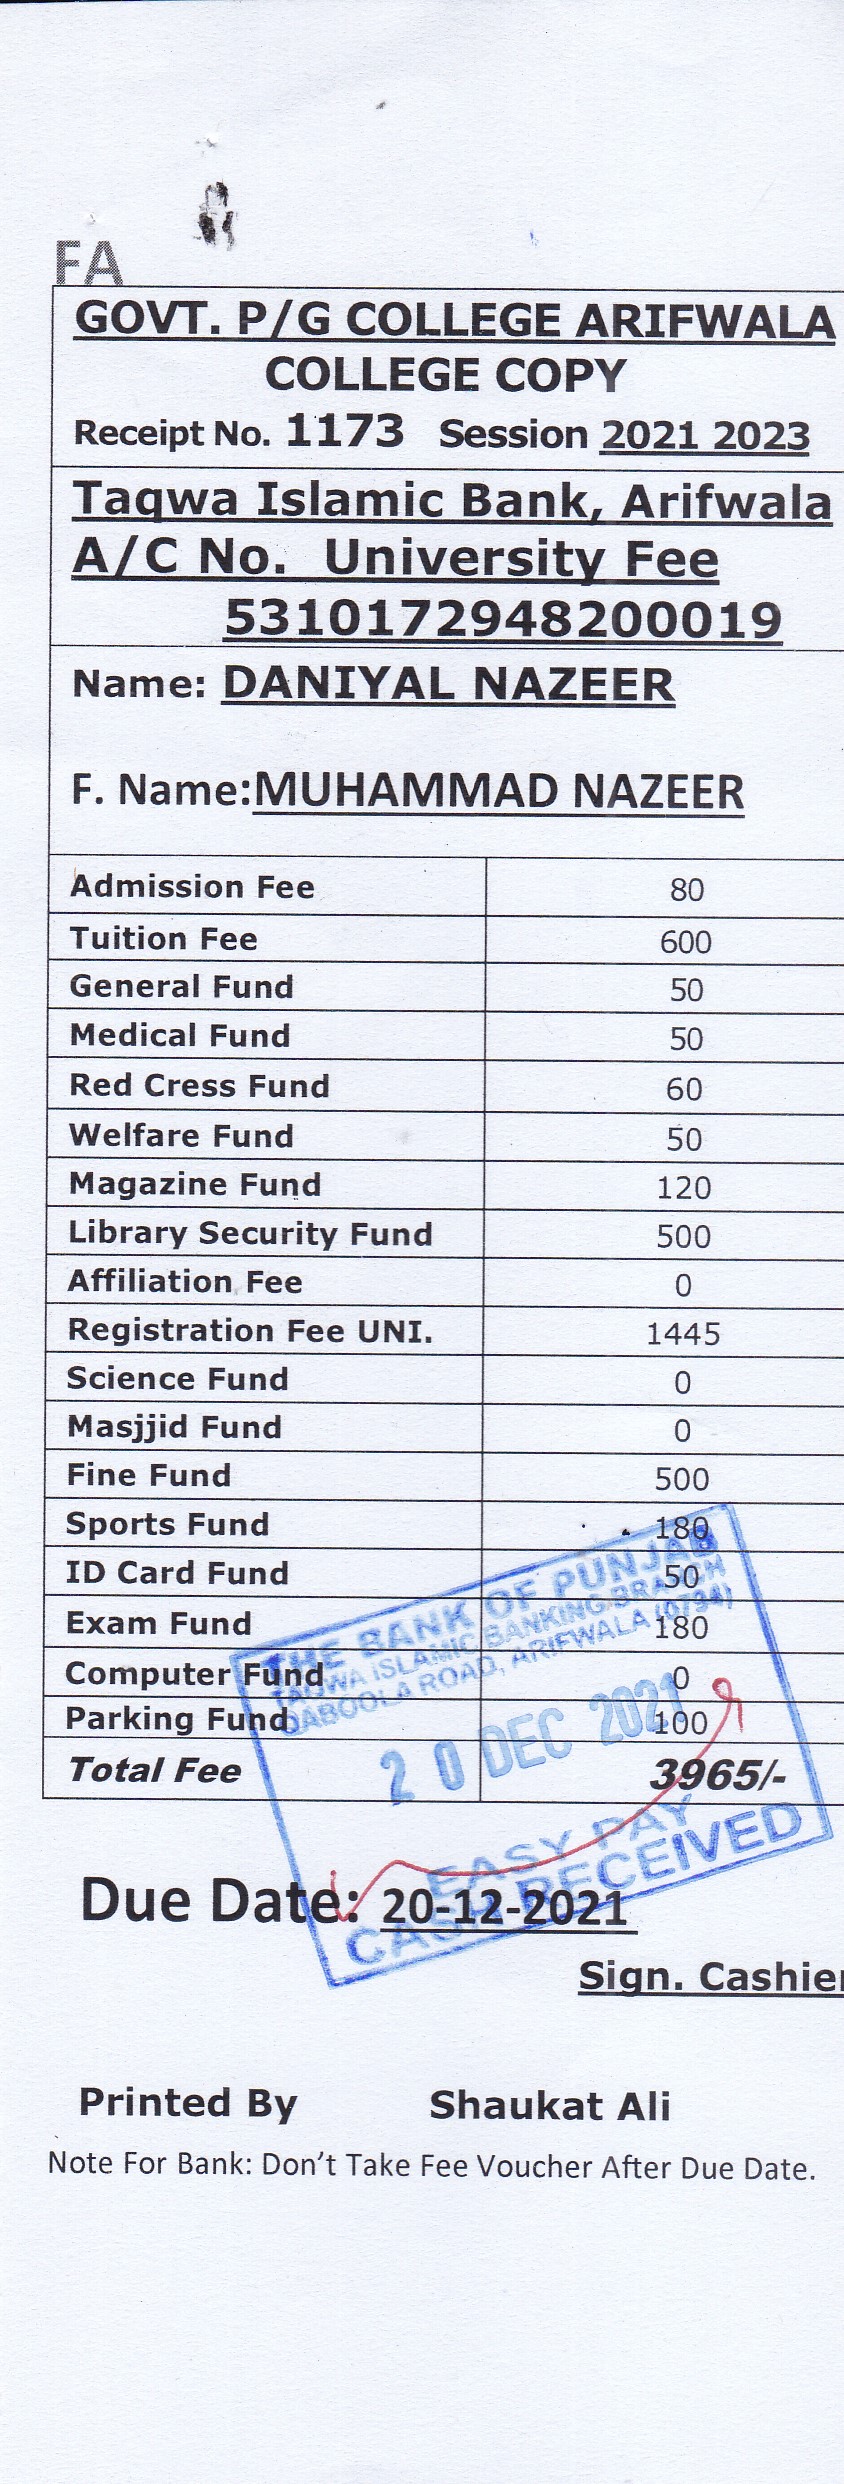 FA
GOVT. P/G COLLEGE ARIFWALA
COLLEGE COPY
Receipt No. 1173 Session 2021 2023
Taqwa Islamic Bank, Arifwala
A/C No. University Fee
5310172948200019
Name: DANIYAL NAZEER
F. Name:MUHAMMAD NAZEER
Admission Fee 80
Tuition Fee 600
General Fund 50
Medical Fund 50
Red Cress Fund 60
Welfare Fund 50
Magazine Fund 120
Library Security Fund 500
Affiliation Fee 0
Registration Fee UNI. 1445
Science Fund 0
Masjjid Fund 0
Fine Fund 500
Sports Fund 180
ID Card Fund 50
Exam Fund 180
Computer Fund 0
Parking Fund 100
Total Fee 3965/-
THE BANK OF PUNJAB
TAQWA ISLAMIC BANKING BRANCH
QABOOLA ROAD, ARIFWALA (0734)
20 DEC 2021
EASY PAY
CASH RECEIVED
Due Date: 20-12-2021
Sign. Cashier
Printed By Shaukat Ali
Note For Bank: Don't Take Fee Voucher After Due Date.